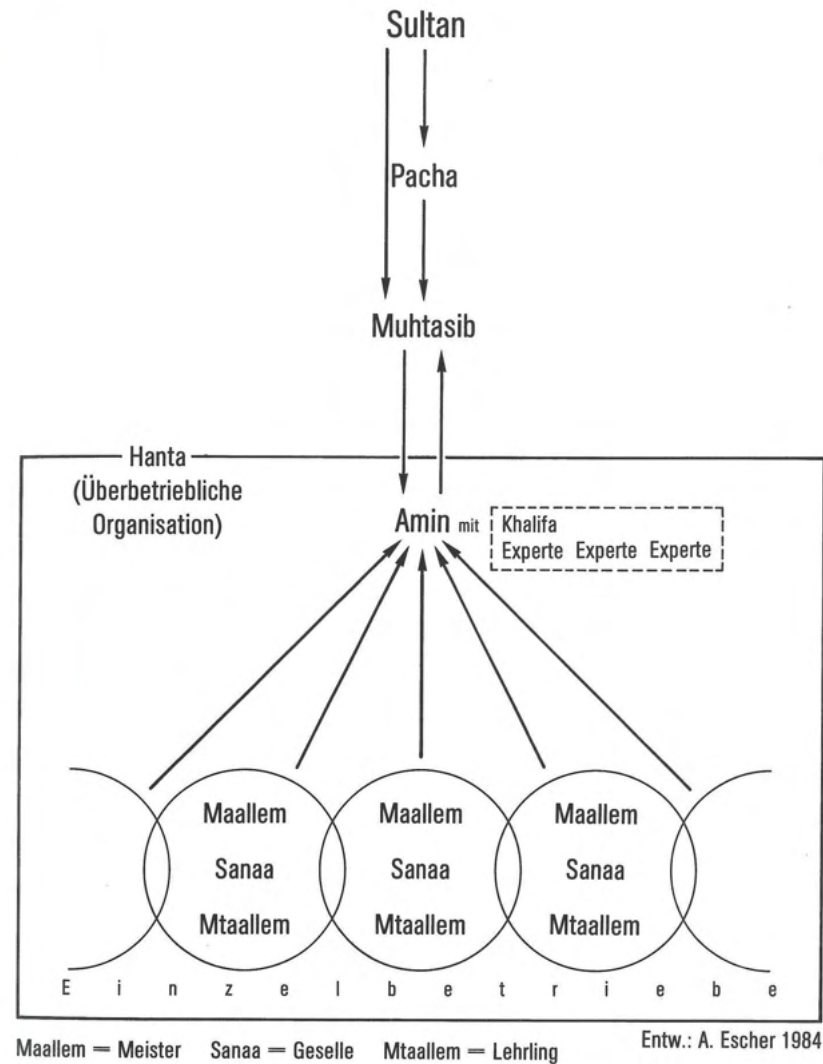 Sultan
Pacha
Muhtasib
Hanta
(Überbetriebliche
Organisation)
Amin mit Khalifa
Experte Experte Experte
Maallem Maallem Maallem
Sanaa Sanaa Sanaa
Mtaallem Mtaallem Mtaallem
E i n z e l b e t r i e b e
Maallem = Meister Sanaa = Geselle Mtaallem = Lehrling
Entw.: A. Escher 1984